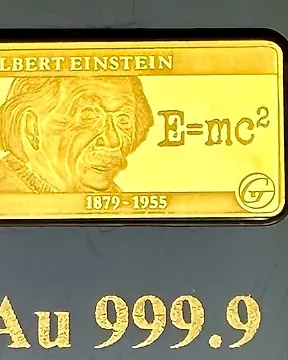 LBERT EINSTEIN
E=mc²
1879-1955
G
Au 999.9